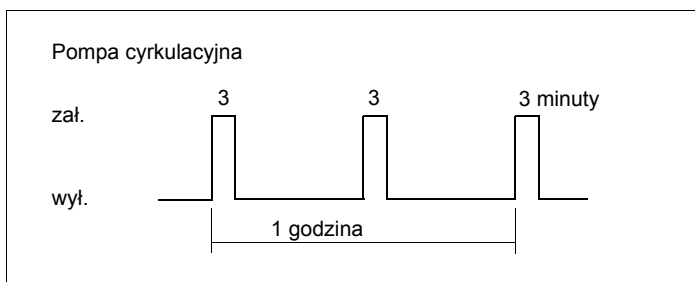 Pompa cyrkulacyjna
3 3 3 minuty
zał.
wył.
1 godzina